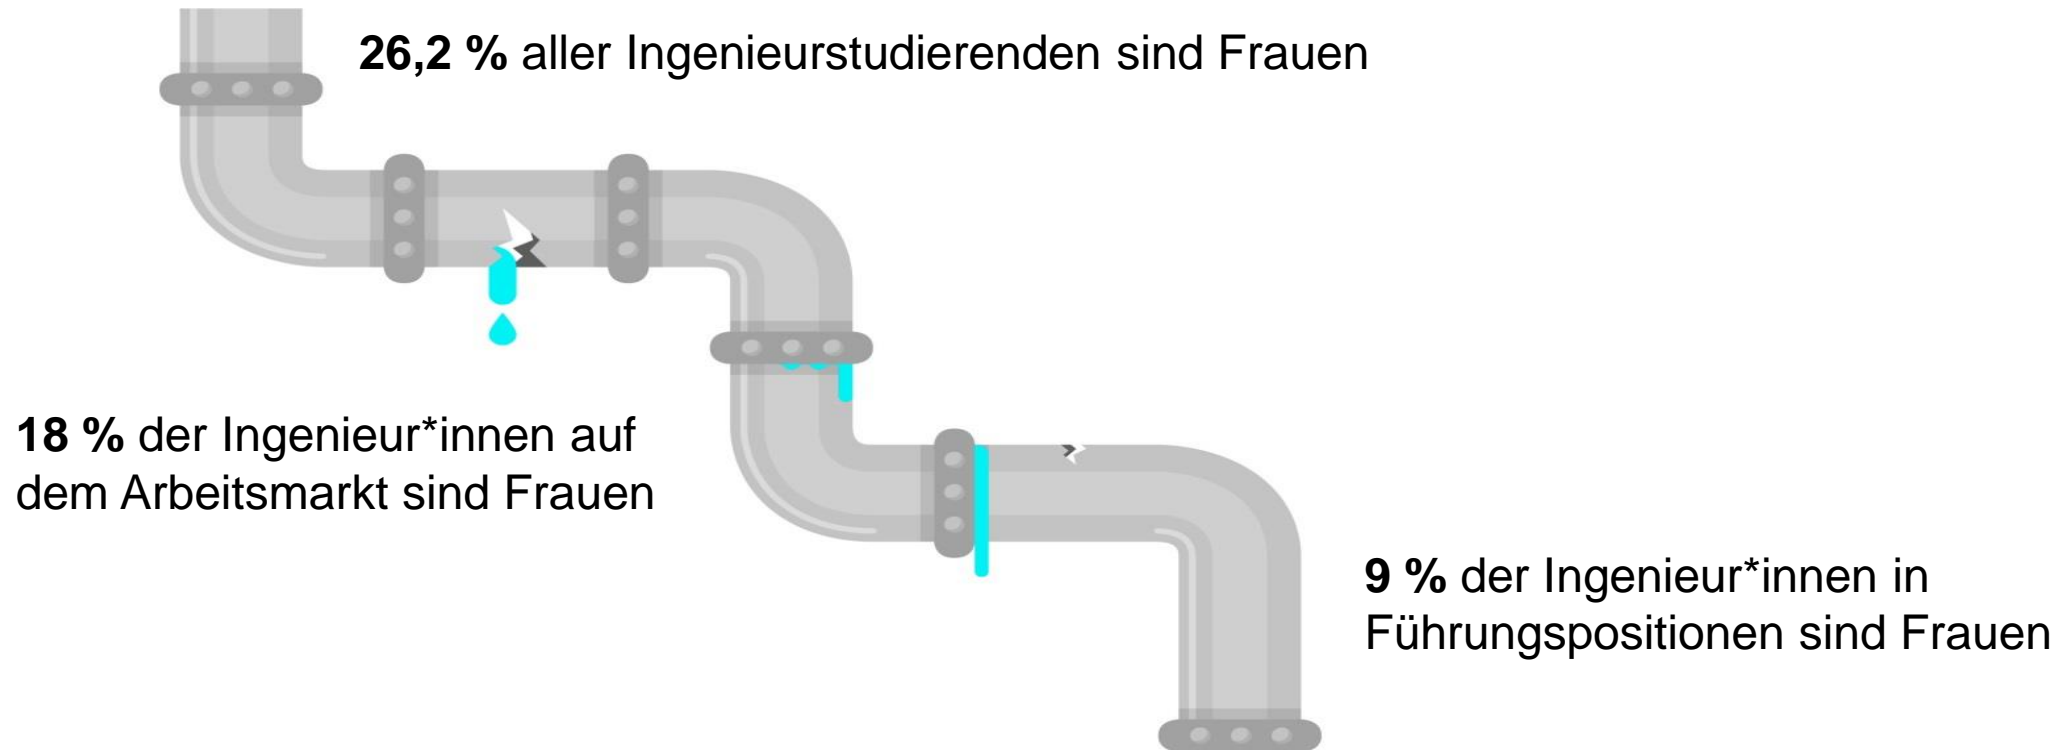 26,2 % aller Ingenieurstudierenden sind Frauen
18 % der Ingenieur*innen auf
dem Arbeitsmarkt sind Frauen
9 % der Ingenieur*innen in
Führungspositionen sind Frauen